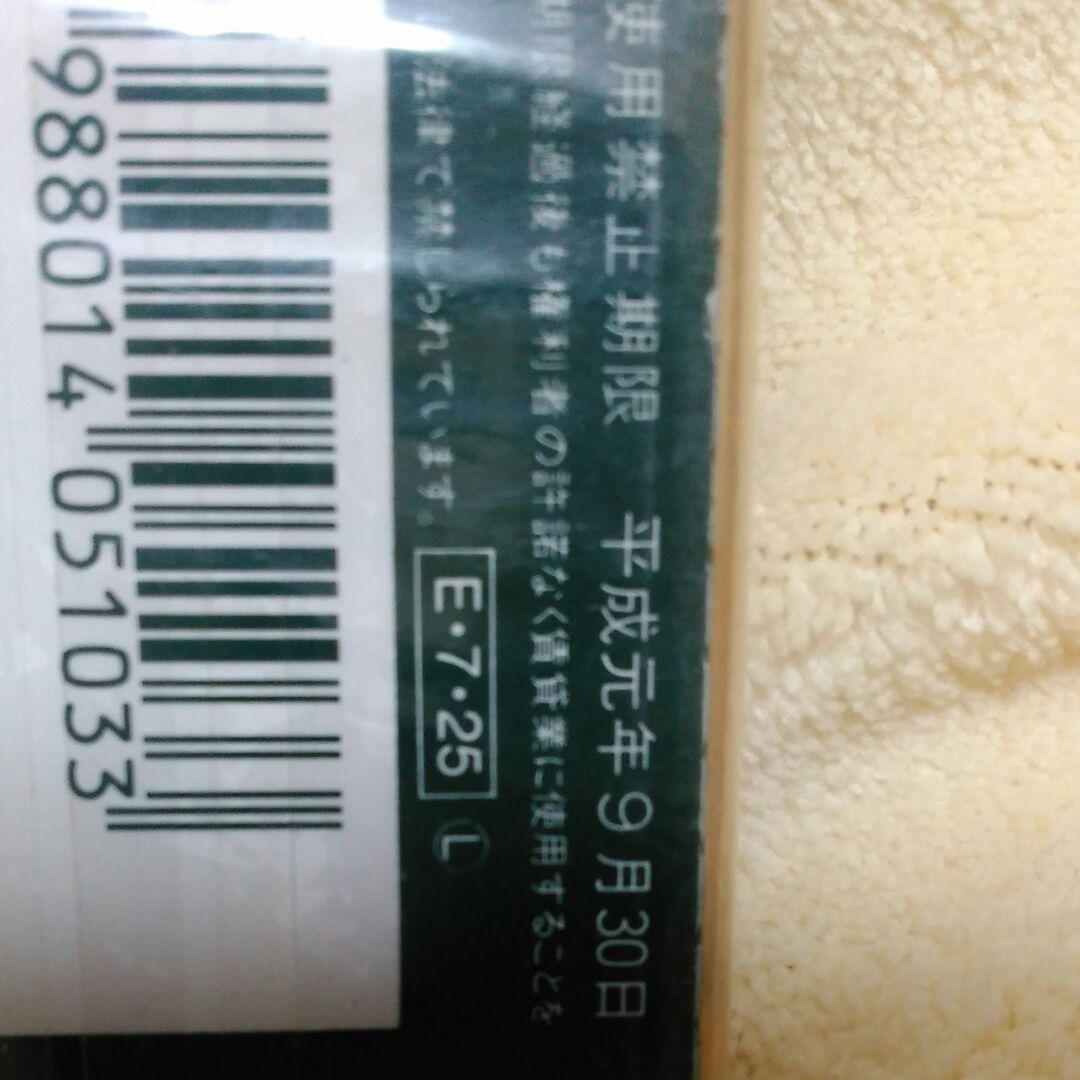 使用禁止期限 平成元年9月30日
経過後も権利者の許諾なく賃貸業に使用することを
法律で禁じられています。
E・7・25 Ⓛ
988014 051033